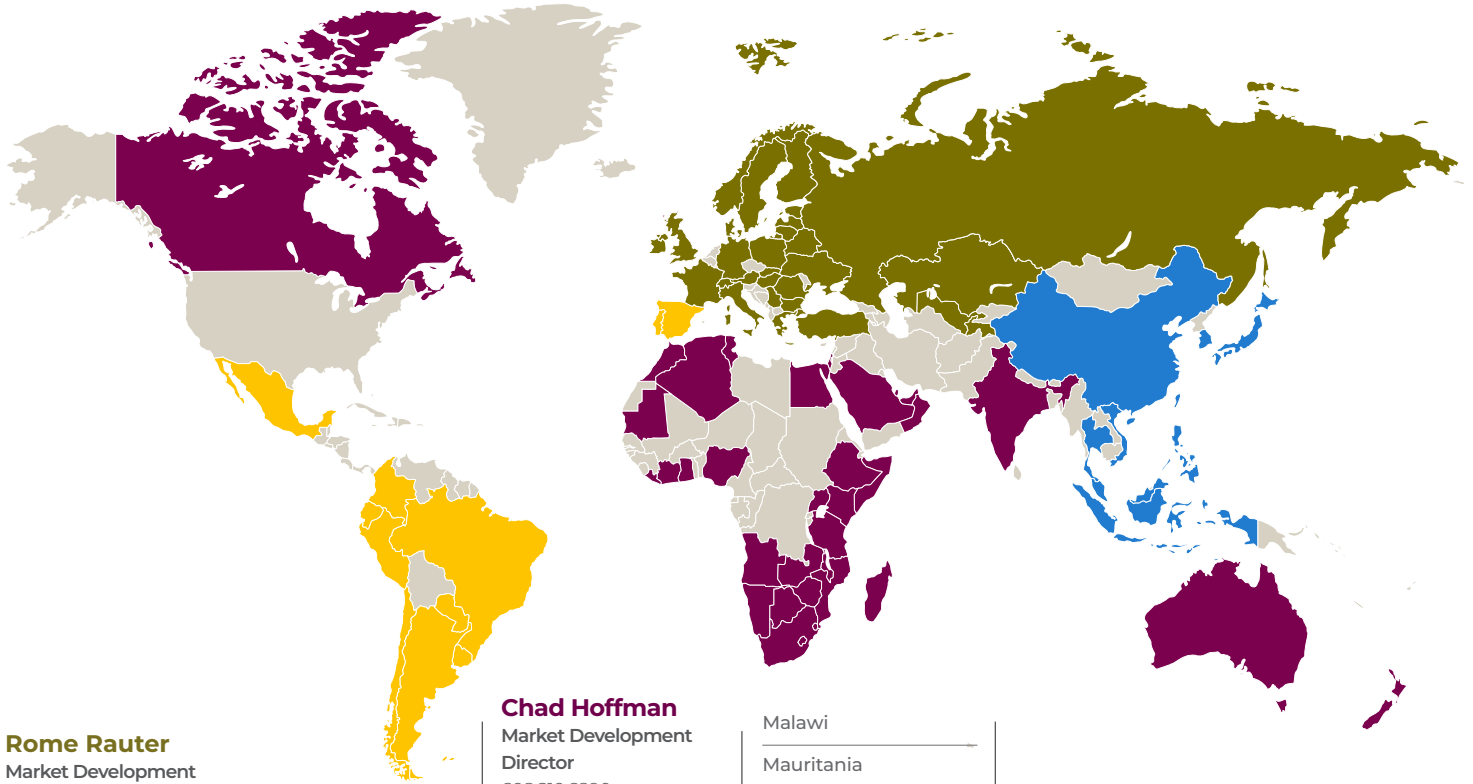 Rome Rauter
Market Development
Chad Hoffman
Market Development
Director
Malawi
Mauritania